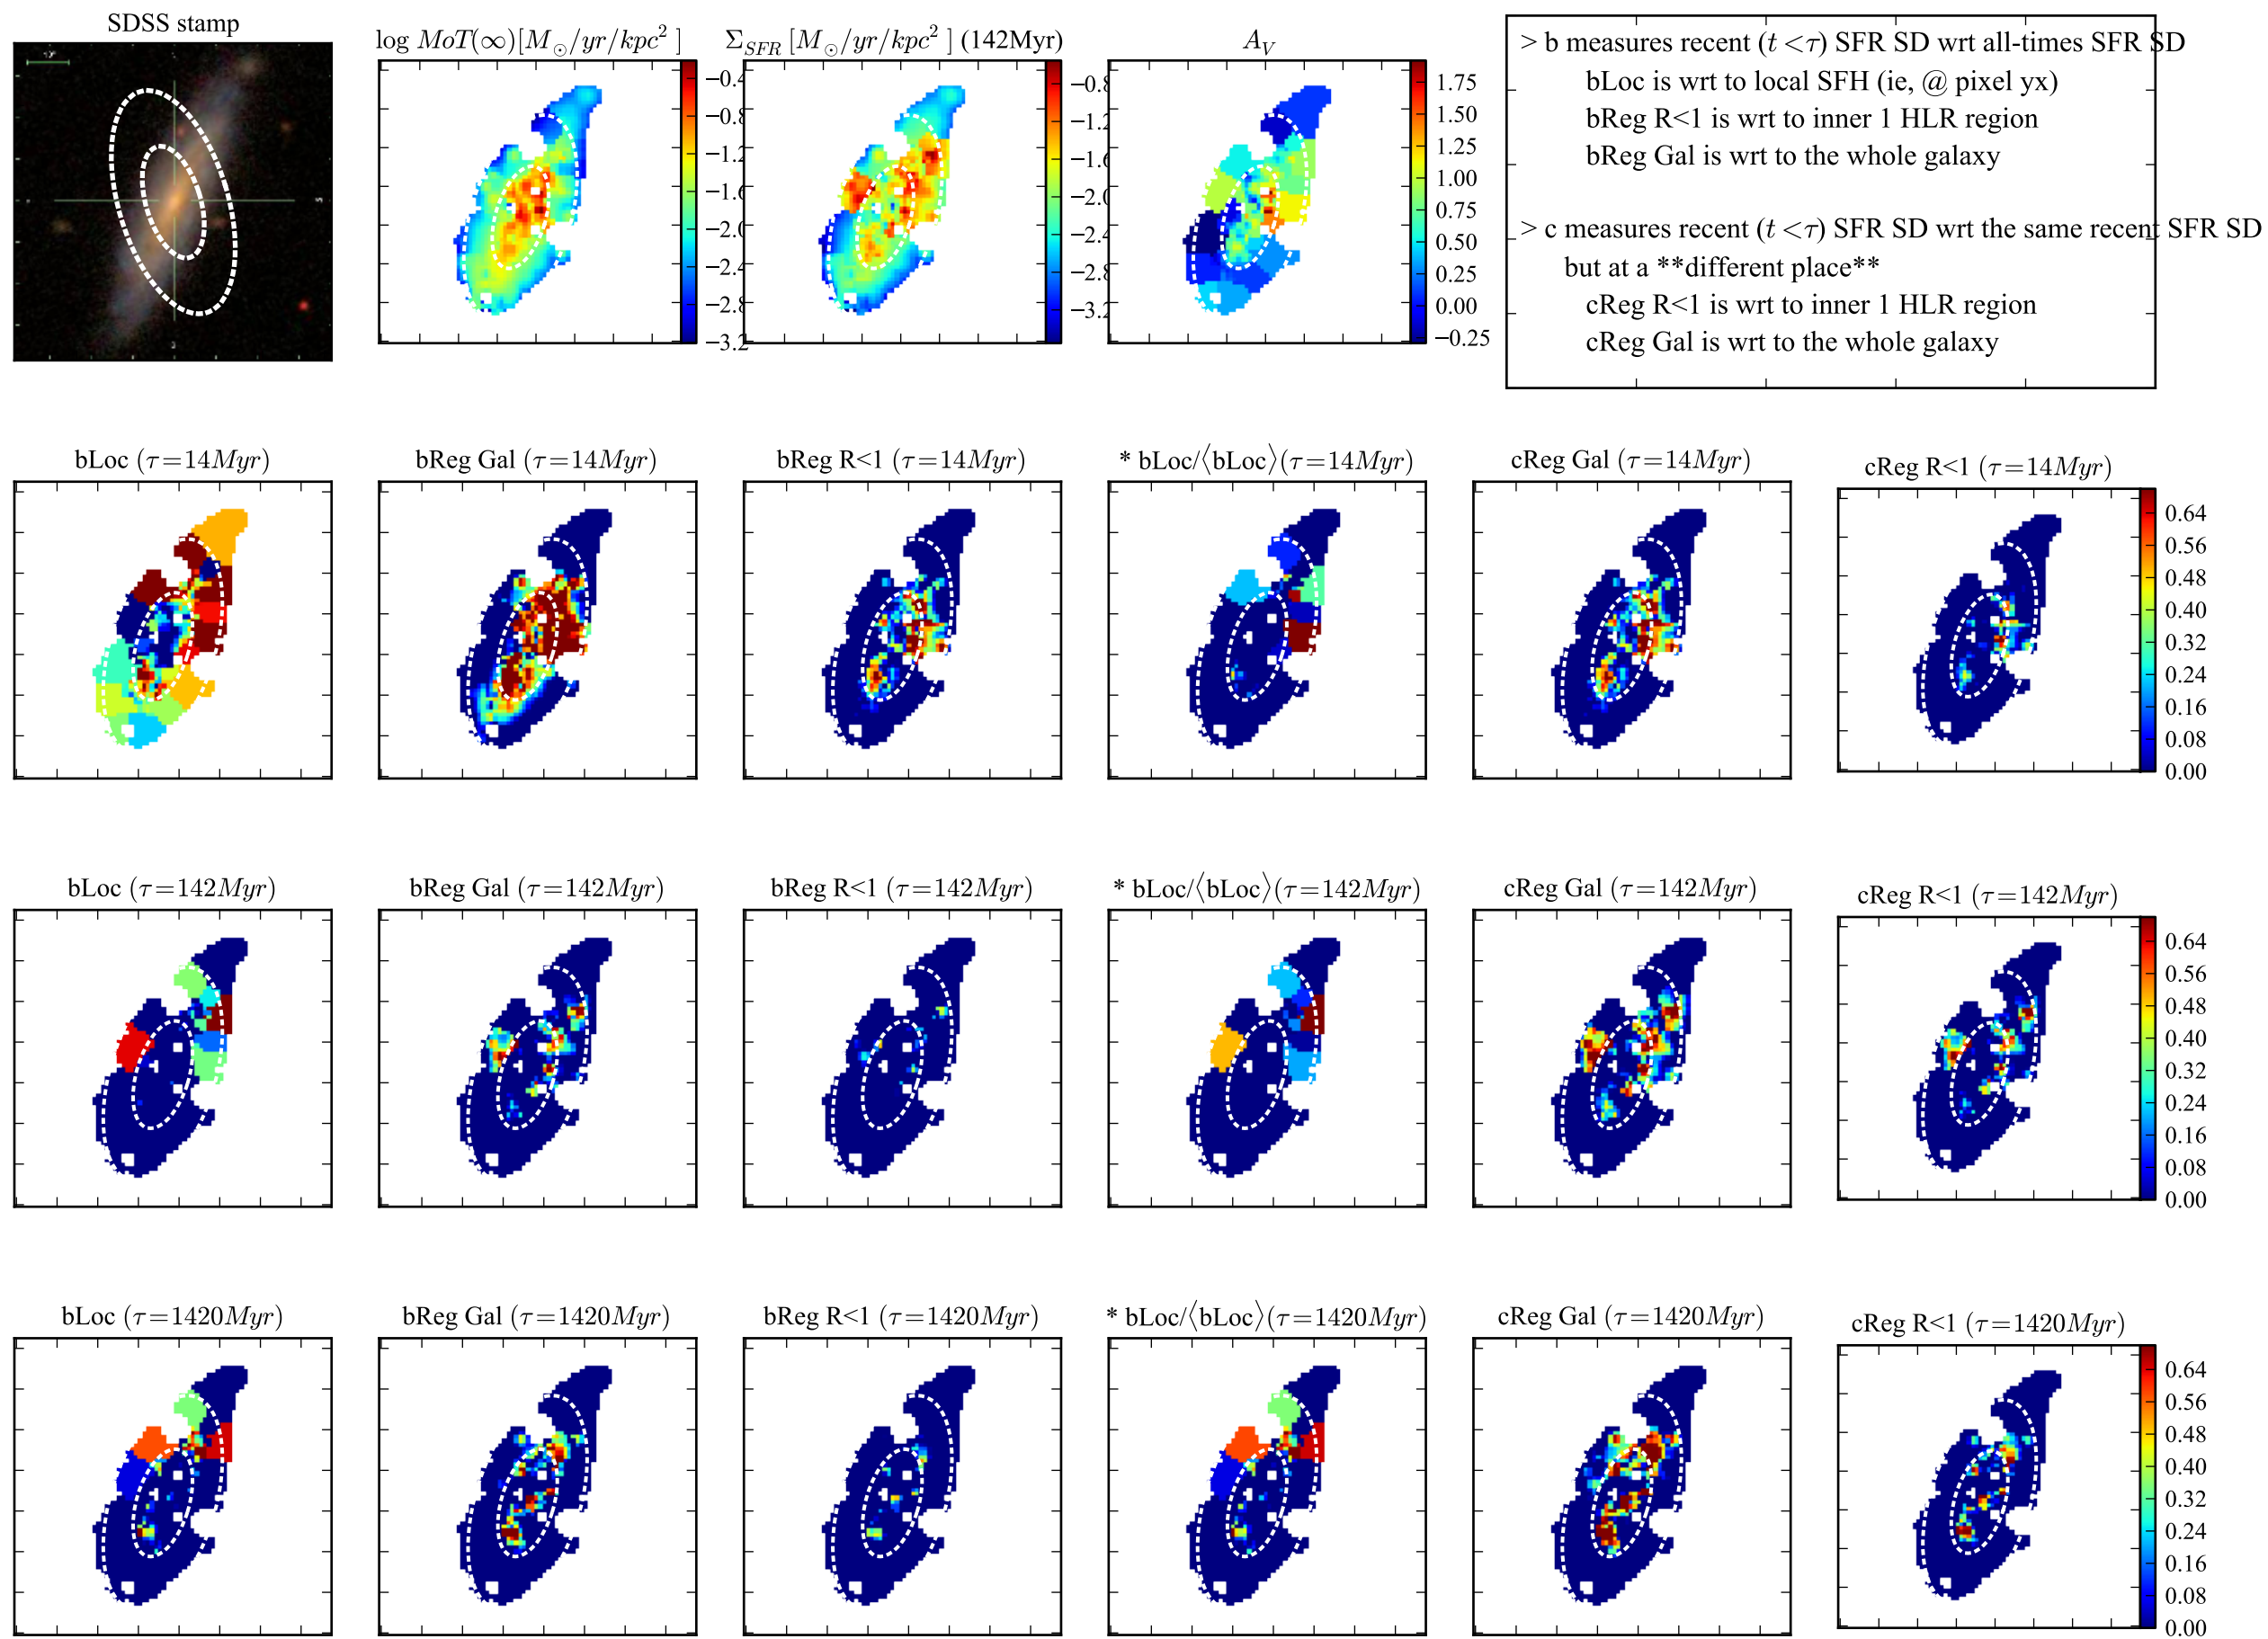 SDSS stamp
log MoT(∞)[M⊙/yr/kpc² ]
Σ_SFR [M⊙/yr/kpc² ] (142Myr)
A_V
−0.4
−0.8
−1.2
−1.6
−2.0
−2.4
−2.8
−3.2
−0.8
−1.2
−1.6
−2.0
−2.4
−2.8
−3.2
1.75
1.50
1.25
1.00
0.75
0.50
0.25
0.00
−0.25
> b measures recent (t <τ) SFR SD wrt all-times SFR SD
bLoc is wrt to local SFH (ie, @ pixel yx)
bReg R<1 is wrt to inner 1 HLR region
bReg Gal is wrt to the whole galaxy
> c measures recent (t <τ) SFR SD wrt the same recent SFR SD
but at a **different place**
cReg R<1 is wrt to inner 1 HLR region
cReg Gal is wrt to the whole galaxy
bLoc (τ=14Myr)
bReg Gal (τ=14Myr)
bReg R<1 (τ=14Myr)
* bLoc/⟨bLoc⟩(τ=14Myr)
cReg Gal (τ=14Myr)
cReg R<1 (τ=14Myr)
0.64
0.56
0.48
0.40
0.32
0.24
0.16
0.08
0.00
bLoc (τ=142Myr)
bReg Gal (τ=142Myr)
bReg R<1 (τ=142Myr)
* bLoc/⟨bLoc⟩(τ=142Myr)
cReg Gal (τ=142Myr)
cReg R<1 (τ=142Myr)
0.64
0.56
0.48
0.40
0.32
0.24
0.16
0.08
0.00
bLoc (τ=1420Myr)
bReg Gal (τ=1420Myr)
bReg R<1 (τ=1420Myr)
* bLoc/⟨bLoc⟩(τ=1420Myr)
cReg Gal (τ=1420Myr)
cReg R<1 (τ=1420Myr)
0.64
0.56
0.48
0.40
0.32
0.24
0.16
0.08
0.00